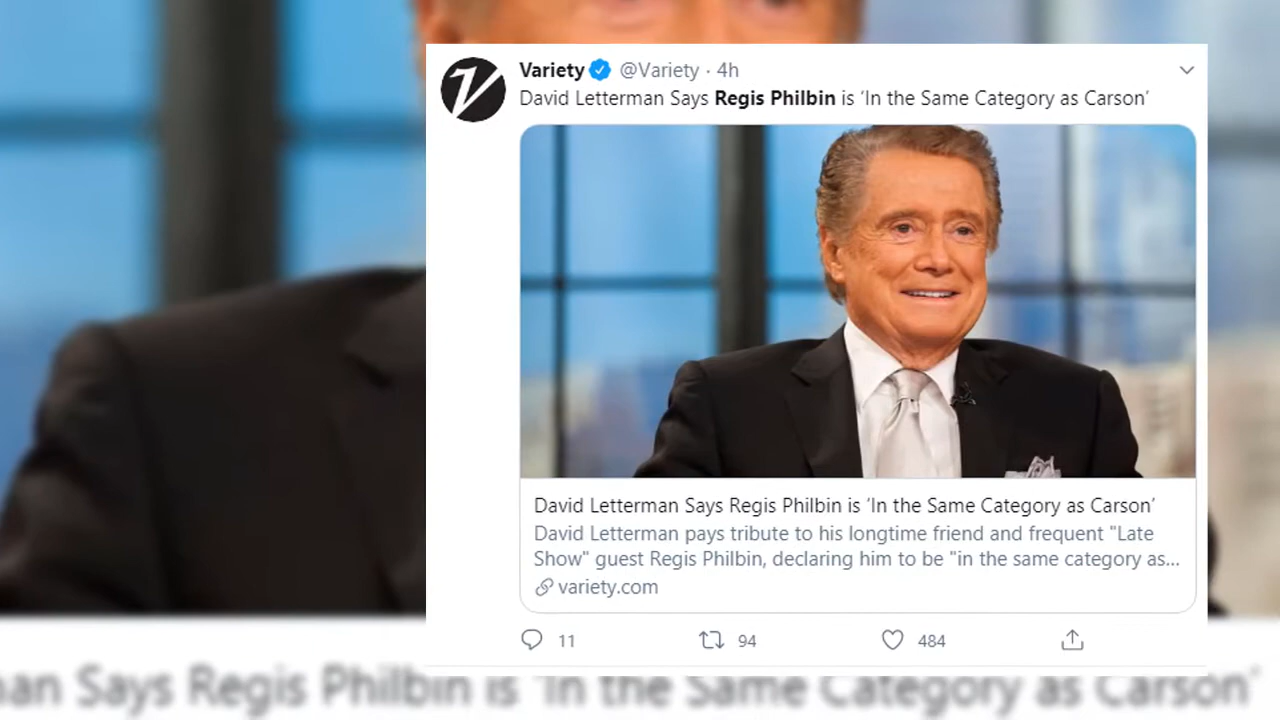 Variety @Variety · 4h
David Letterman Says Regis Philbin is ‘In the Same Category as Carson’
David Letterman Says Regis Philbin is ‘In the Same Category as Carson’
David Letterman pays tribute to his longtime friend and frequent "Late
Show" guest Regis Philbin, declaring him to be "in the same category as...
variety.com
11 94 484
an Says Regis Philbin is ‘In the Same Category as Carson’